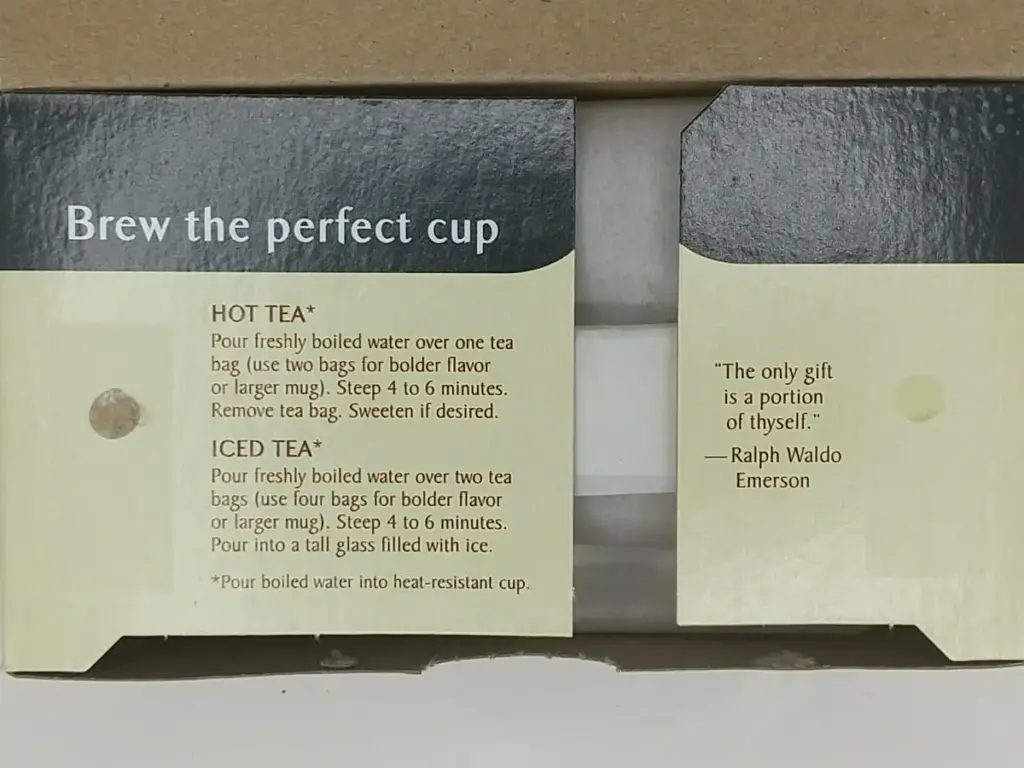 Brew the perfect cup
HOT TEA*
Pour freshly boiled water over one tea
bag (use two bags for bolder flavor
or larger mug). Steep 4 to 6 minutes.
Remove tea bag. Sweeten if desired.
ICED TEA*
Pour freshly boiled water over two tea
bags (use four bags for bolder flavor
or larger mug). Steep 4 to 6 minutes.
Pour into a tall glass filled with ice.
*Pour boiled water into heat-resistant cup.
“The only gift
is a portion
of thyself.”
— Ralph Waldo
Emerson